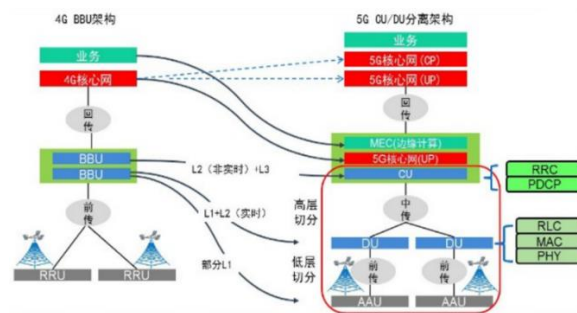 4G BBU架构
5G CU/DU分离架构
业务
4G核心网
回传
BBU
BBU
前传
RRU
RRU
L2（非实时）+L3
L1+L2（实时）
部分L1
业务
5G核心网(CP)
5G核心网(UP)
回传
MEC(边缘计算)
5G核心网(UP)
CU
高层切分
中传
DU
DU
低层切分
前传
前传
AAU
AAU
RRC
PDCP
RLC
MAC
PHY